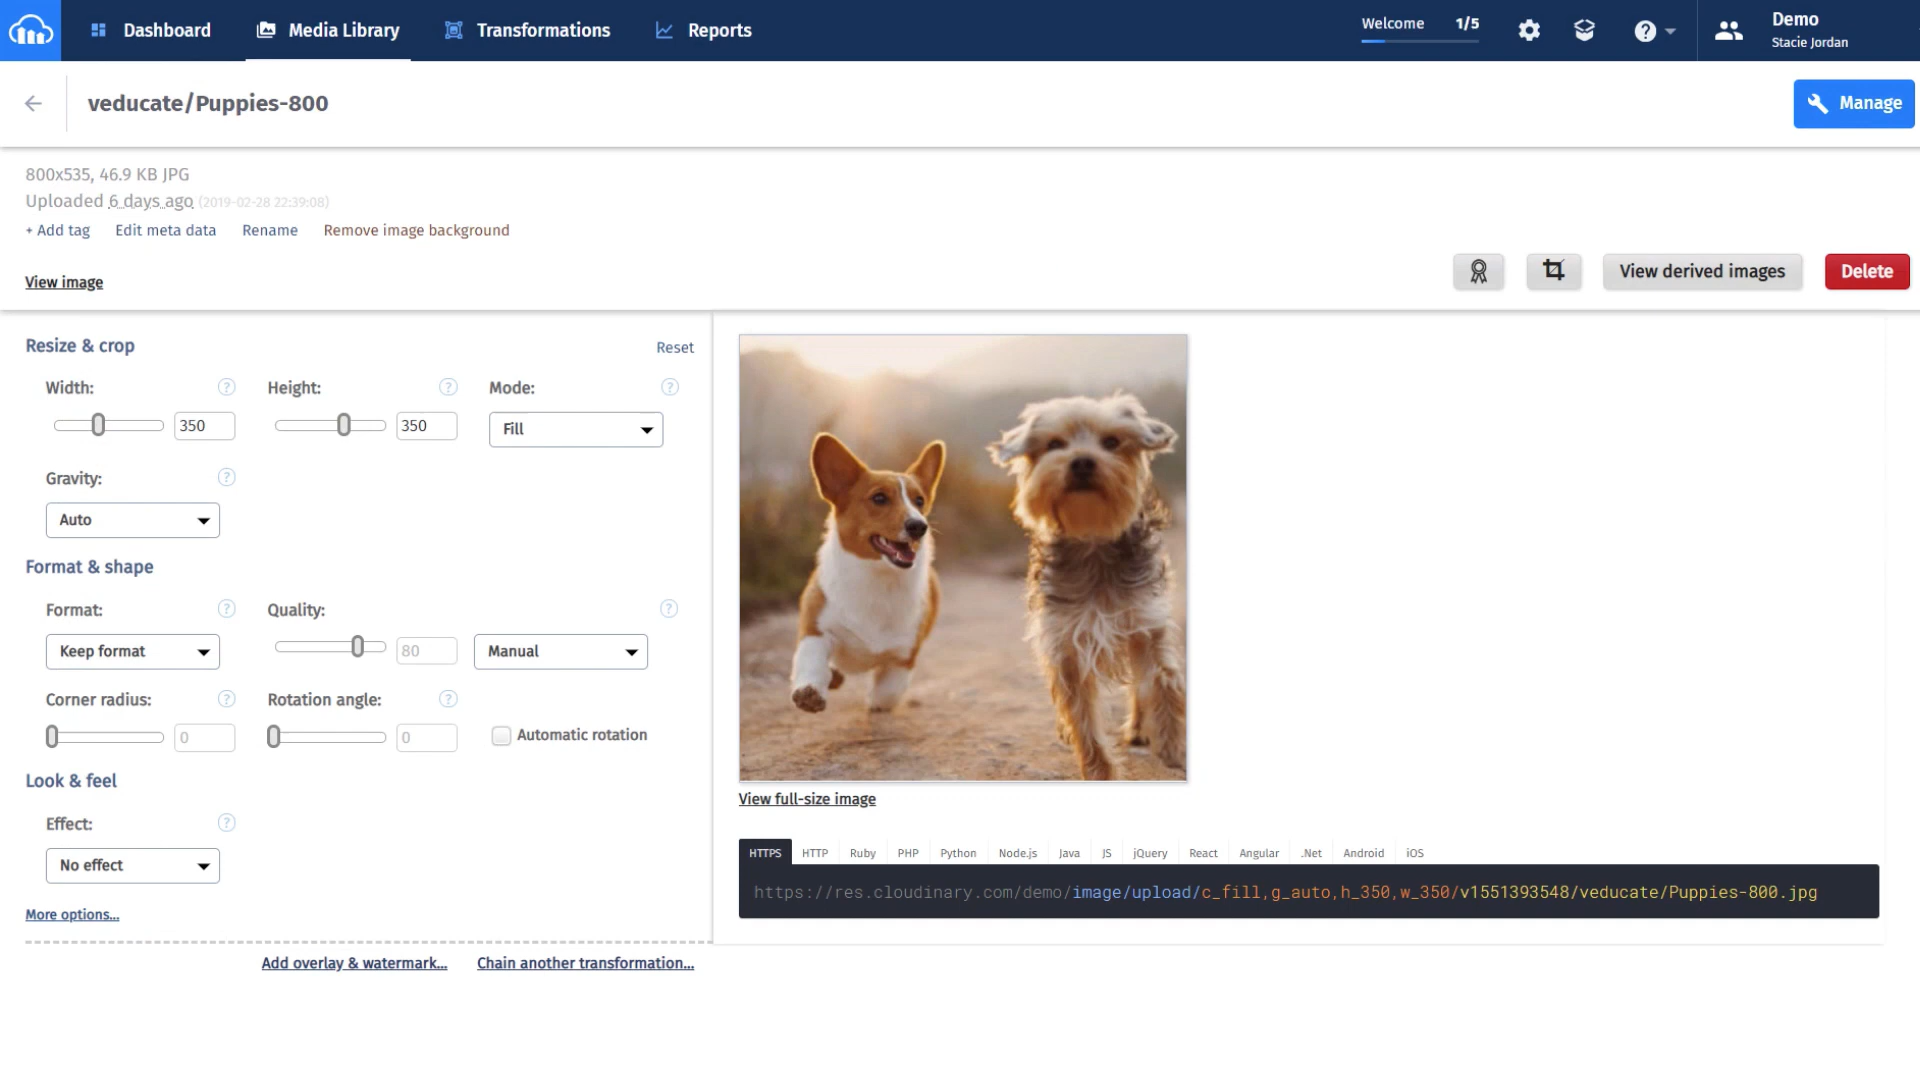 Dashboard Media Library Transformations Reports Welcome 1/5 Demo
Stacie Jordan
veducate/Puppies-800 Manage
800x535, 46.9 KB JPG
Uploaded 6 days ago (2019-02-28 22:39:08)
+ Add tag Edit meta data Rename Remove image background
View image View derived images Delete
Resize & crop Reset
Width: ? Height: ? Mode: ?
350 350 Fill
Gravity: ?
Auto
Format & shape
Format: ? Quality: ?
Keep format 80 Manual
Corner radius: ? Rotation angle: ?
0 0 Automatic rotation
Look & feel
Effect: ?
No effect
More options...
Add overlay & watermark... Chain another transformation...
View full-size image
HTTPS HTTP Ruby PHP Python Node.js Java JS jQuery React Angular .Net Android iOS
https://res.cloudinary.com/demo/image/upload/c_fill,g_auto,h_350,w_350/v1551393548/veducate/Puppies-800.jpg